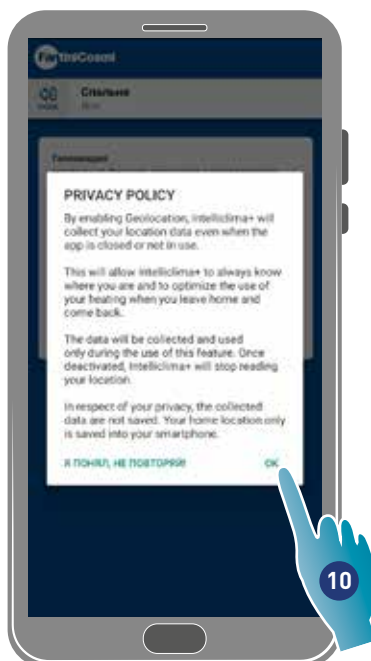 FantiniCosmi
Спальня
PRIVACY POLICY
By enabling Geolocation, Intelliclima+ will
collect your location data even when the
app is closed or not in use.
This will allow Intelliclima+ to always know
where you are and to optimize the use of
your heating when you leave home and
come back.
The data will be collected and used
only during the use of this feature. Once
deactivated, Intelliclima+ will stop reading
your location.
In respect of your privacy, the collected
data are not saved. Your home location only
is saved into your smartphone.
Я ПОНЯЛ, НЕ ПОВТОРЯЙ OK
10